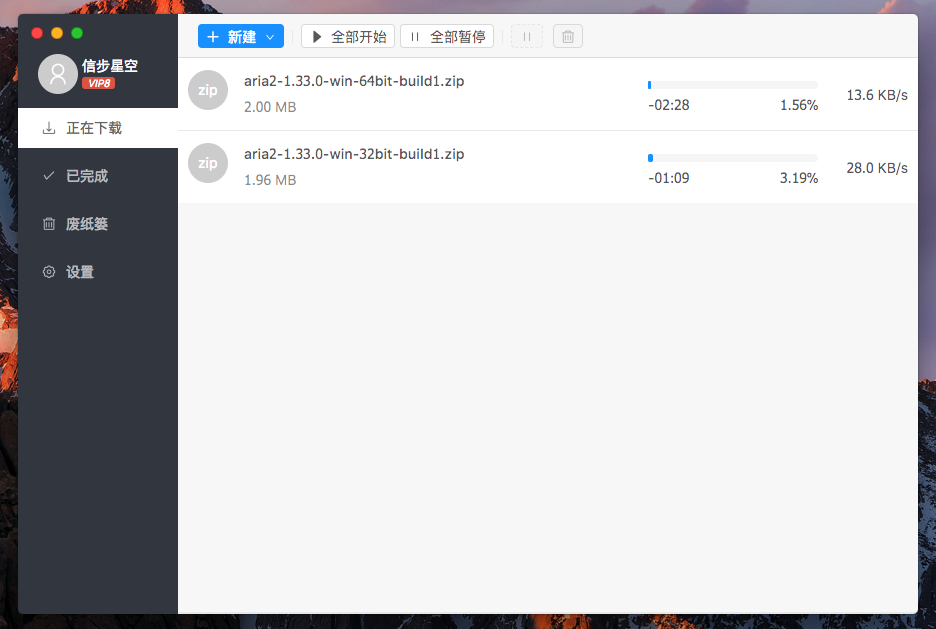 信步星空
VIP8
正在下载
已完成
废纸篓
设置
新建
全部开始
全部暂停
zip
aria2-1.33.0-win-64bit-build1.zip
2.00 MB
-02:28
1.56%
13.6 KB/s
zip
aria2-1.33.0-win-32bit-build1.zip
1.96 MB
-01:09
3.19%
28.0 KB/s